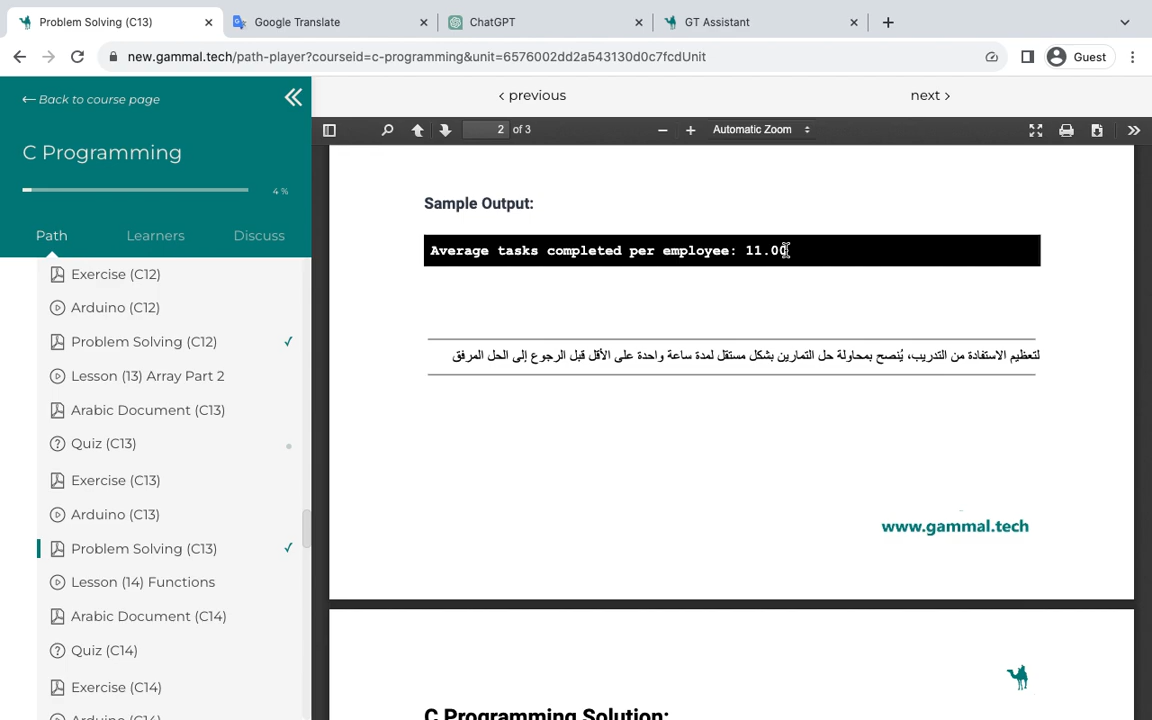 Problem Solving (C13)
Google Translate
ChatGPT
GT Assistant
new.gammal.tech/path-player?courseid=c-programming&unit=6576002dd2a543130d0c7fcdUnit
Guest
Back to course page
C Programming
4 %
Path
Learners
Discuss
Exercise (C12)
Arduino (C12)
Problem Solving (C12)
Lesson (13) Array Part 2
Arabic Document (C13)
Quiz (C13)
Exercise (C13)
Arduino (C13)
Problem Solving (C13)
Lesson (14) Functions
Arabic Document (C14)
Quiz (C14)
Exercise (C14)
Arduino
previous
next
2 of 3
Automatic Zoom
Sample Output:
Average tasks completed per employee: 11.00
لتعظيم الاستفادة من التدريب، يُنصح بمحاولة حل التمارين بشكل مستقل لمدة ساعة واحدة على الأقل قبل الرجوع إلى الحل المرفق
www.gammal.tech
C Programming Solution: